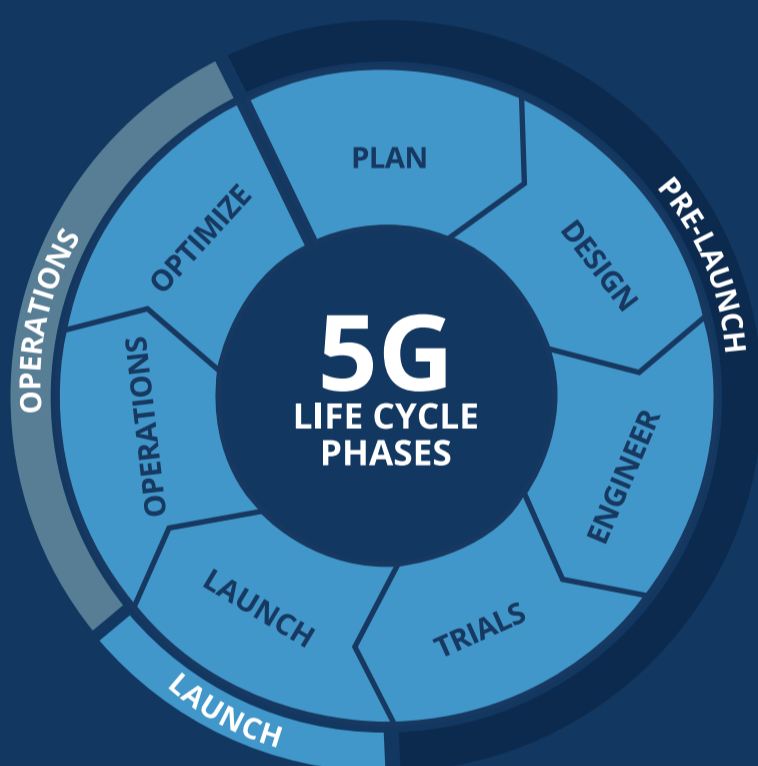 5G
LIFE CYCLE
PHASES
PLAN
DESIGN
ENGINEER
TRIALS
LAUNCH
OPERATIONS
OPTIMIZE
PRE-LAUNCH
LAUNCH
OPERATIONS